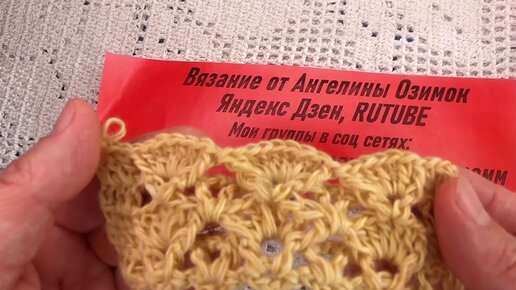 Вязание от Ангелины Озимок
Яндекс Дзен, RUTUBE
Мои группы в соц сетях: